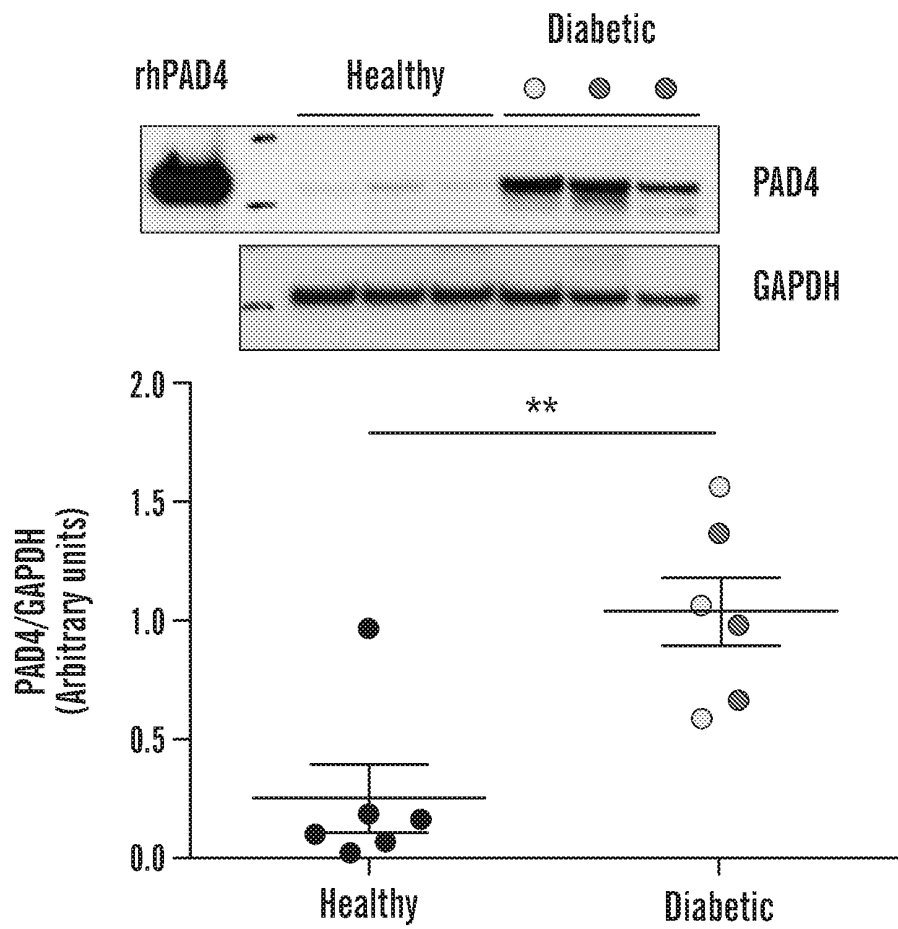 Diabetic
rhPAD4 Healthy
PAD4
GAPDH
2.0
**
1.5
1.0
0.5
0.0
PAD4/GAPDH
(Arbitrary units)
Healthy Diabetic